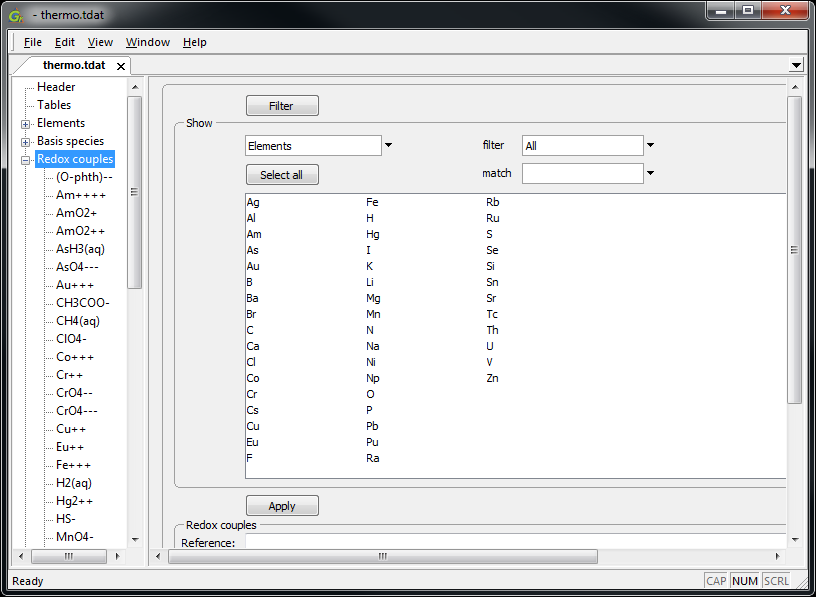 - thermo.tdat
File Edit View Window Help
thermo.tdat
Header
Tables
Elements
Basis species
Redox couples
(O-phth)--
Am++++
AmO2+
AmO2++
AsH3(aq)
AsO4---
Au+++
CH3COO-
CH4(aq)
ClO4-
Co+++
Cr++
CrO4--
CrO4---
Cu++
Eu++
Fe+++
H2(aq)
Hg2++
HS-
MnO4-
Filter
Show
Elements filter All
Select all match
Ag Fe Rb
Al H Ru
Am Hg S
As I Se
Au K Si
B Li Sn
Ba Mg Sr
Br Mn Tc
C N Th
Ca Na U
Cl Ni V
Co Np Zn
Cr O
Cs P
Cu Pb
Eu Pu
F Ra
Apply
Redox couples
Reference:
Ready CAP NUM SCRL